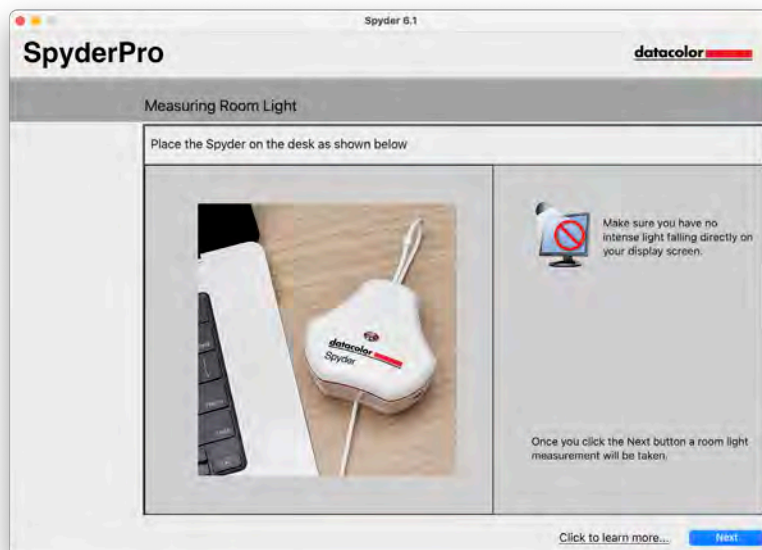 Spyder 6.1
SpyderPro
datacolor
Measuring Room Light
Place the Spyder on the desk as shown below
Make sure you have no
intense light falling directly on
your display screen.
datacolor
Spyder
Once you click the Next button a room light
measurement will be taken.
Click to learn more...
Next